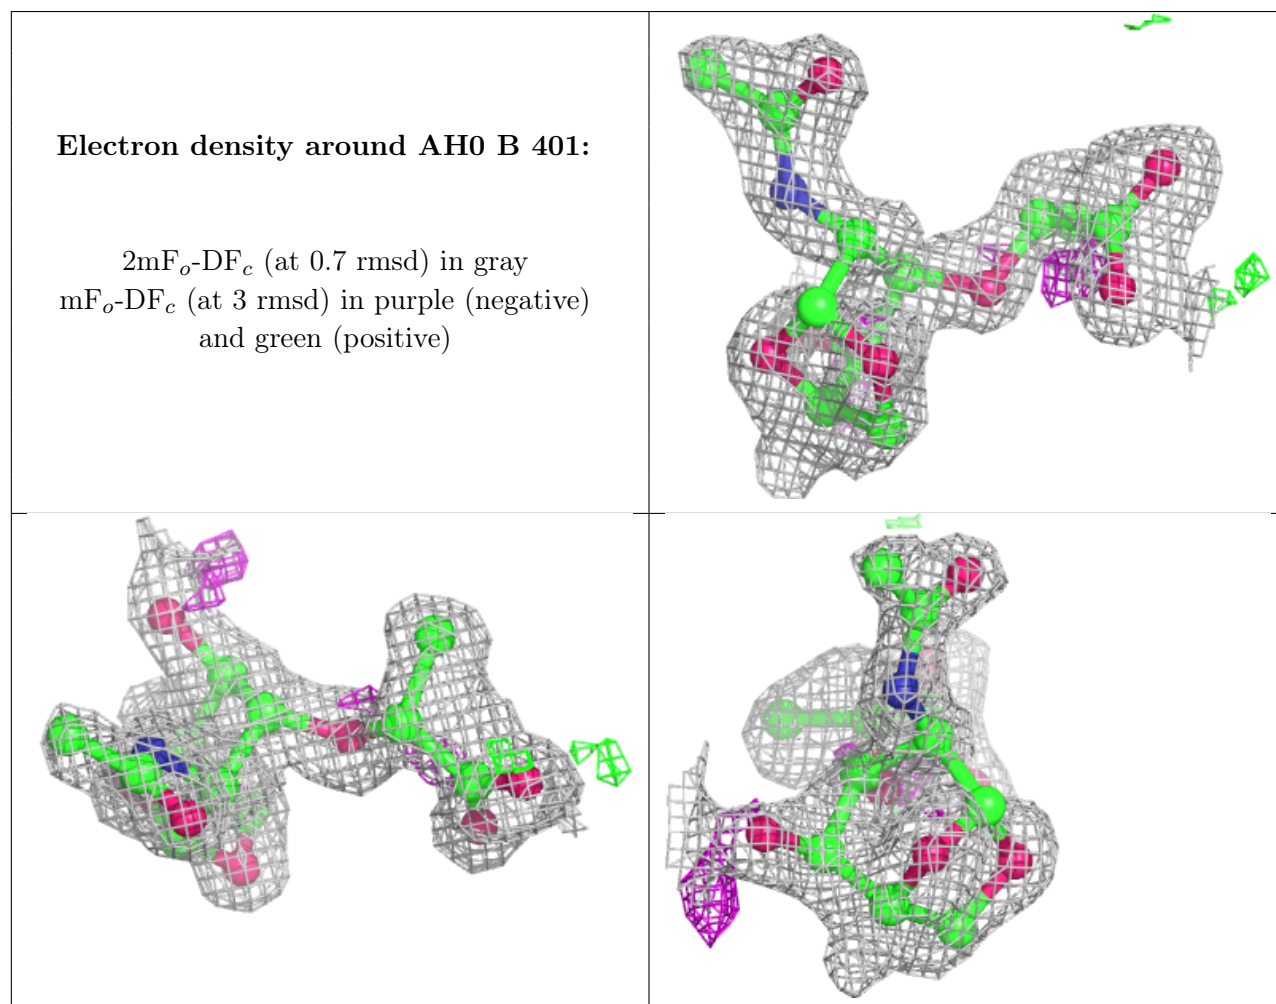 Electron density around AH0 B 401:
2mFₒ-DF𝒸 (at 0.7 rmsd) in gray
mFₒ-DF𝒸 (at 3 rmsd) in purple (negative)
and green (positive)